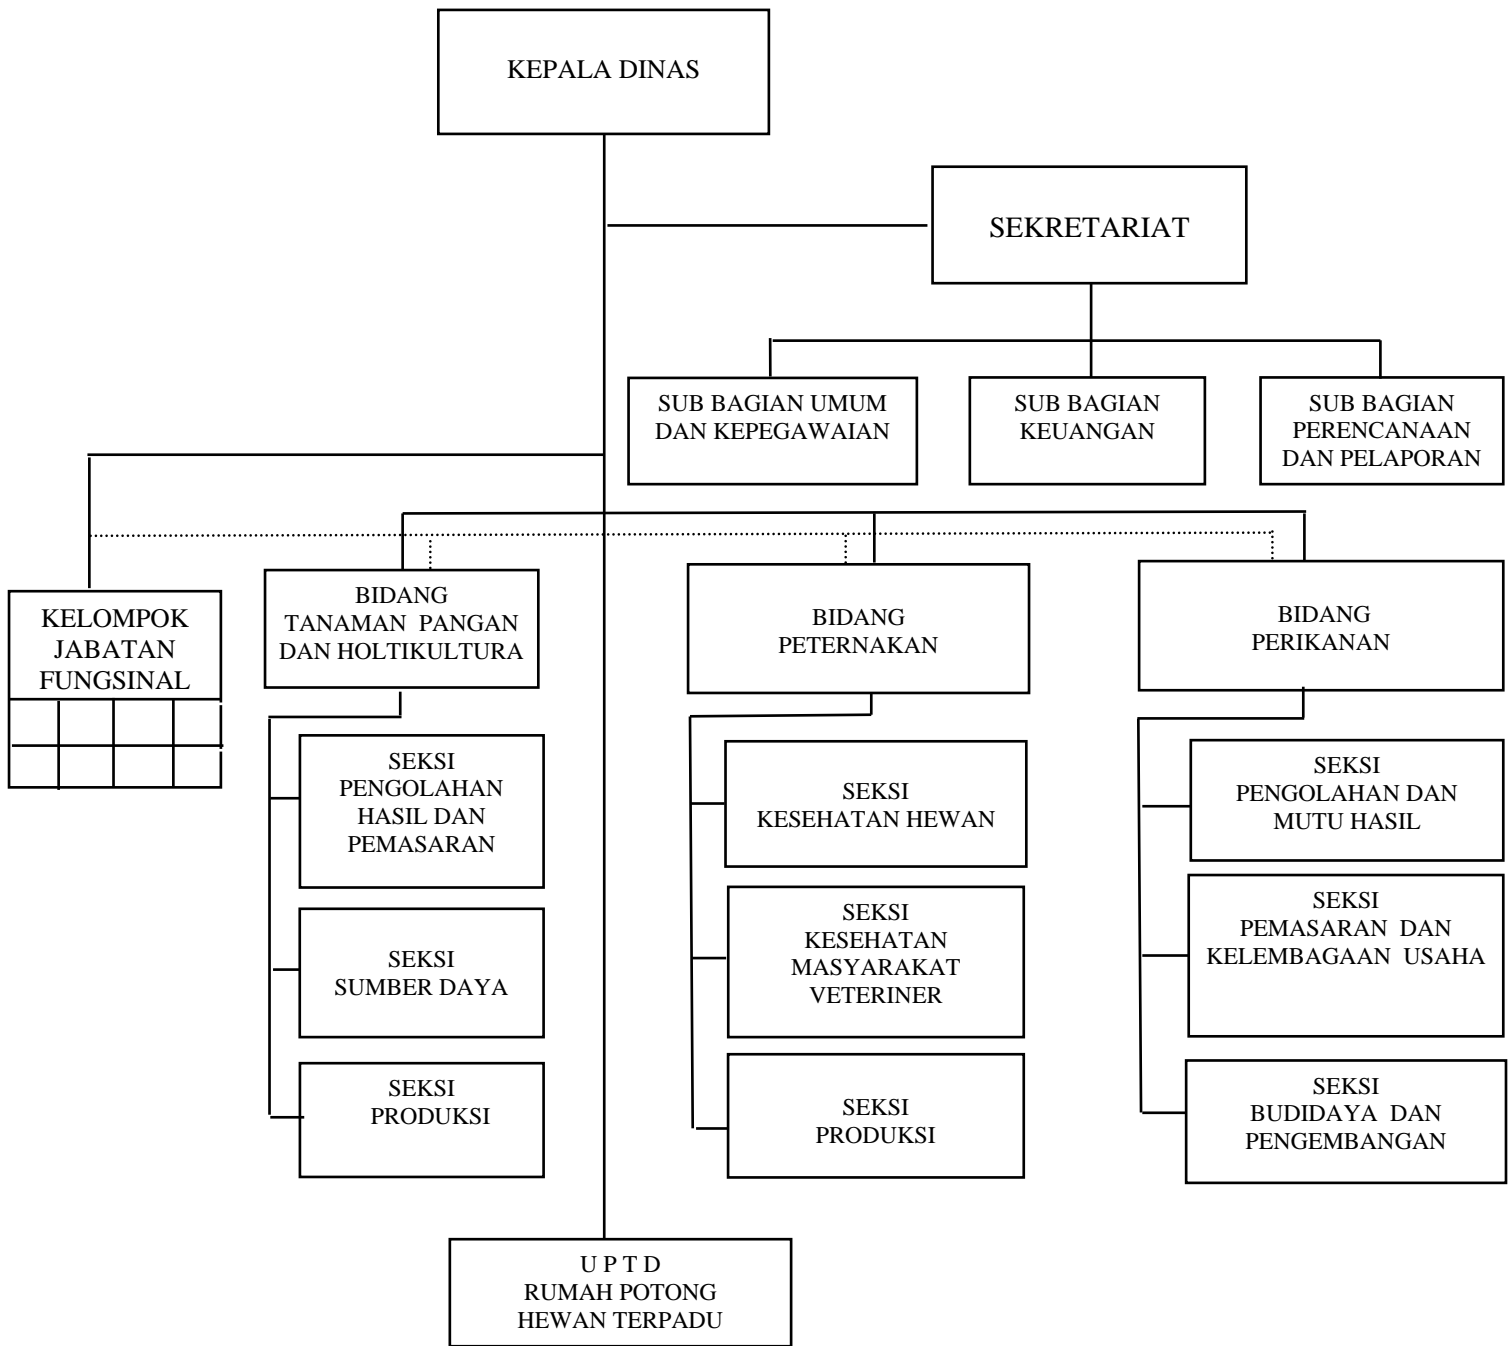 KEPALA DINAS
SEKRETARIAT
SUB BAGIAN UMUM
DAN KEPEGAWAIAN
SUB BAGIAN
KEUANGAN
SUB BAGIAN
PERENCANAAN
DAN PELAPORAN
KELOMPOK
JABATAN
FUNGSINAL
BIDANG
TANAMAN PANGAN
DAN HOLTIKULTURA
BIDANG
PETERNAKAN
BIDANG
PERIKANAN
SEKSI
PENGOLAHAN
HASIL DAN
PEMASARAN
SEKSI
SUMBER DAYA
SEKSI
PRODUKSI
SEKSI
KESEHATAN HEWAN
SEKSI
KESEHATAN
MASYARAKAT
VETERINER
SEKSI
PRODUKSI
SEKSI
PENGOLAHAN DAN
MUTU HASIL
SEKSI
PEMASARAN DAN
KELEMBAGAAN USAHA
SEKSI
BUDIDAYA DAN
PENGEMBANGAN
U P T D
RUMAH POTONG
HEWAN TERPADU